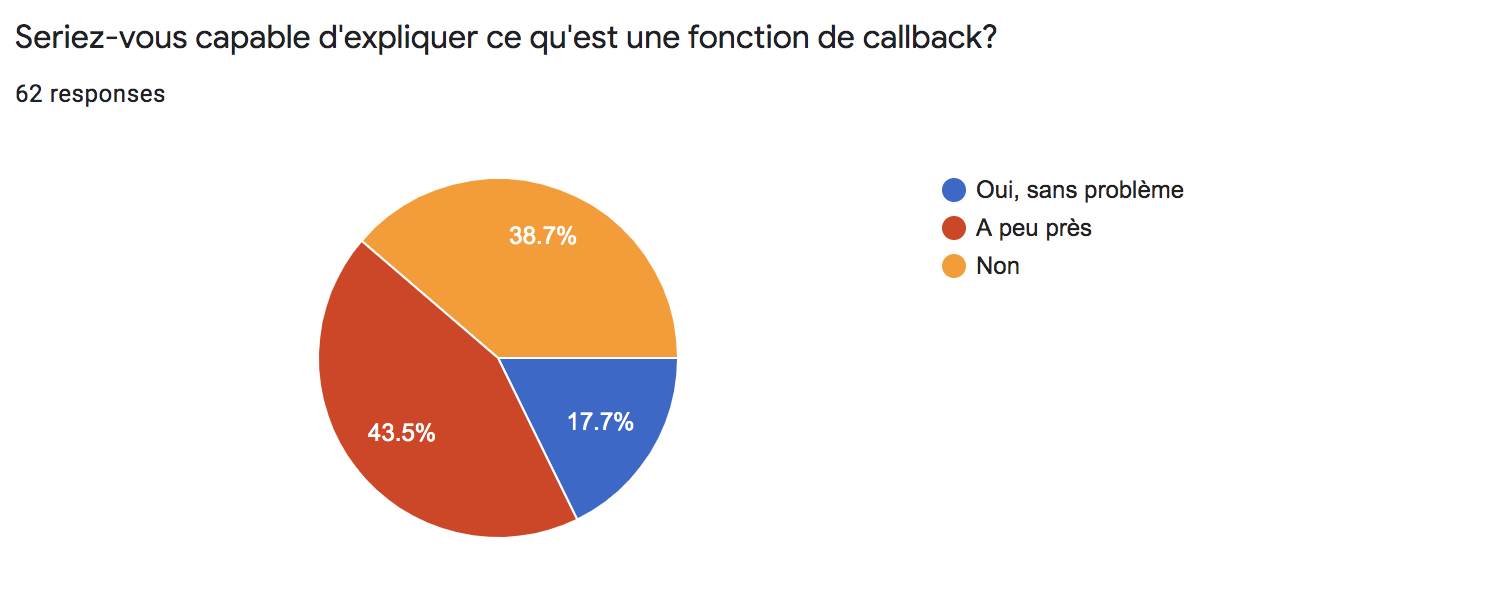 Seriez-vous capable d'expliquer ce qu'est une fonction de callback?
62 responses
Oui, sans problème
A peu près
Non
38.7%
17.7%
43.5%